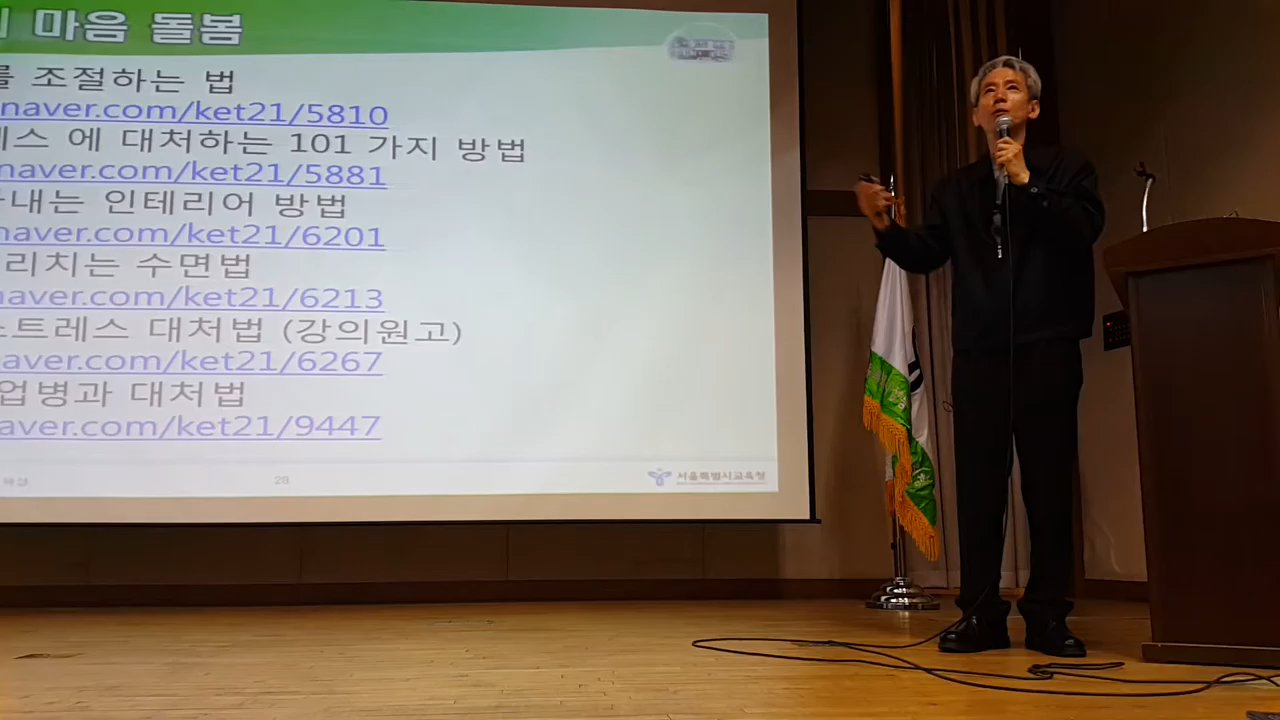 마음 돌봄
를 조절하는 법
naver.com/ket21/5810
레스 에 대처하는 101 가지 방법
naver.com/ket21/5881
내는 인테리어 방법
naver.com/ket21/6201
리치는 수면법
naver.com/ket21/6213
스트레스 대처법 (강의원고)
naver.com/ket21/6267
업병과 대처법
naver.com/ket21/9447
28
서울특별시교육청